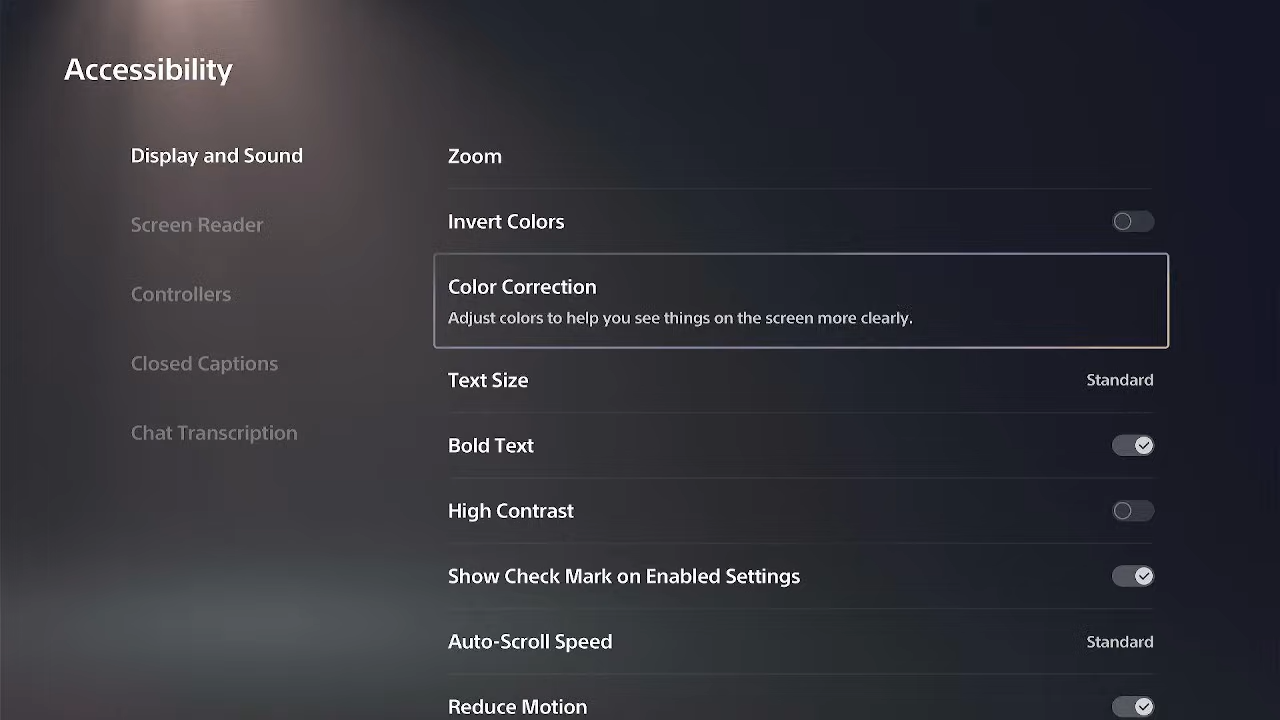 Accessibility
Display and Sound
Screen Reader
Controllers
Closed Captions
Chat Transcription
Zoom
Invert Colors
Color Correction
Adjust colors to help you see things on the screen more clearly.
Text Size Standard
Bold Text
High Contrast
Show Check Mark on Enabled Settings
Auto-Scroll Speed Standard
Reduce Motion